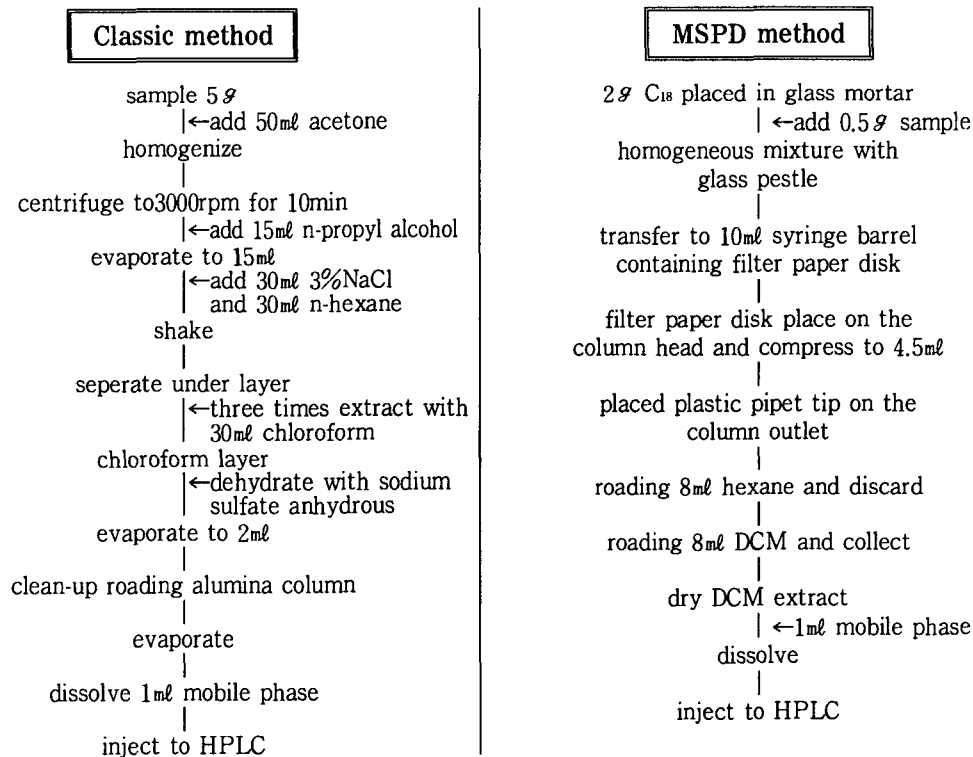 Classic method
sample 5g
←add 50ml acetone
homogenize
centrifuge to3000rpm for 10min
←add 15ml n-propyl alcohol
evaporate to 15ml
←add 30ml 3%NaCl
and 30ml n-hexane
shake
seperate under layer
←three times extract with
30ml chloroform
chloroform layer
←dehydrate with sodium
sulfate anhydrous
evaporate to 2ml
clean-up roading alumina column
evaporate
dissolve 1ml mobile phase
inject to HPLC
MSPD method
2g C18 placed in glass mortar
←add 0.5g sample
homogeneous mixture with
glass pestle
transfer to 10ml syringe barrel
containing filter paper disk
filter paper disk place on the
column head and compress to 4.5ml
placed plastic pipet tip on the
column outlet
roading 8ml hexane and discard
roading 8ml DCM and collect
dry DCM extract
←1ml mobile phase
dissolve
inject to HPLC